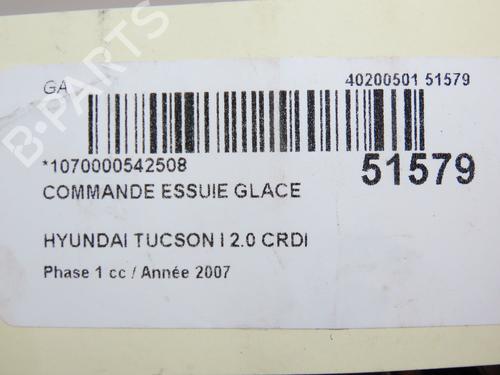 GA
40200501 51579
*1070000542508
51579
COMMANDE ESSUIE GLACE
HYUNDAI TUCSON I 2.0 CRDI
Phase 1 cc / Année 2007
B-PARTS